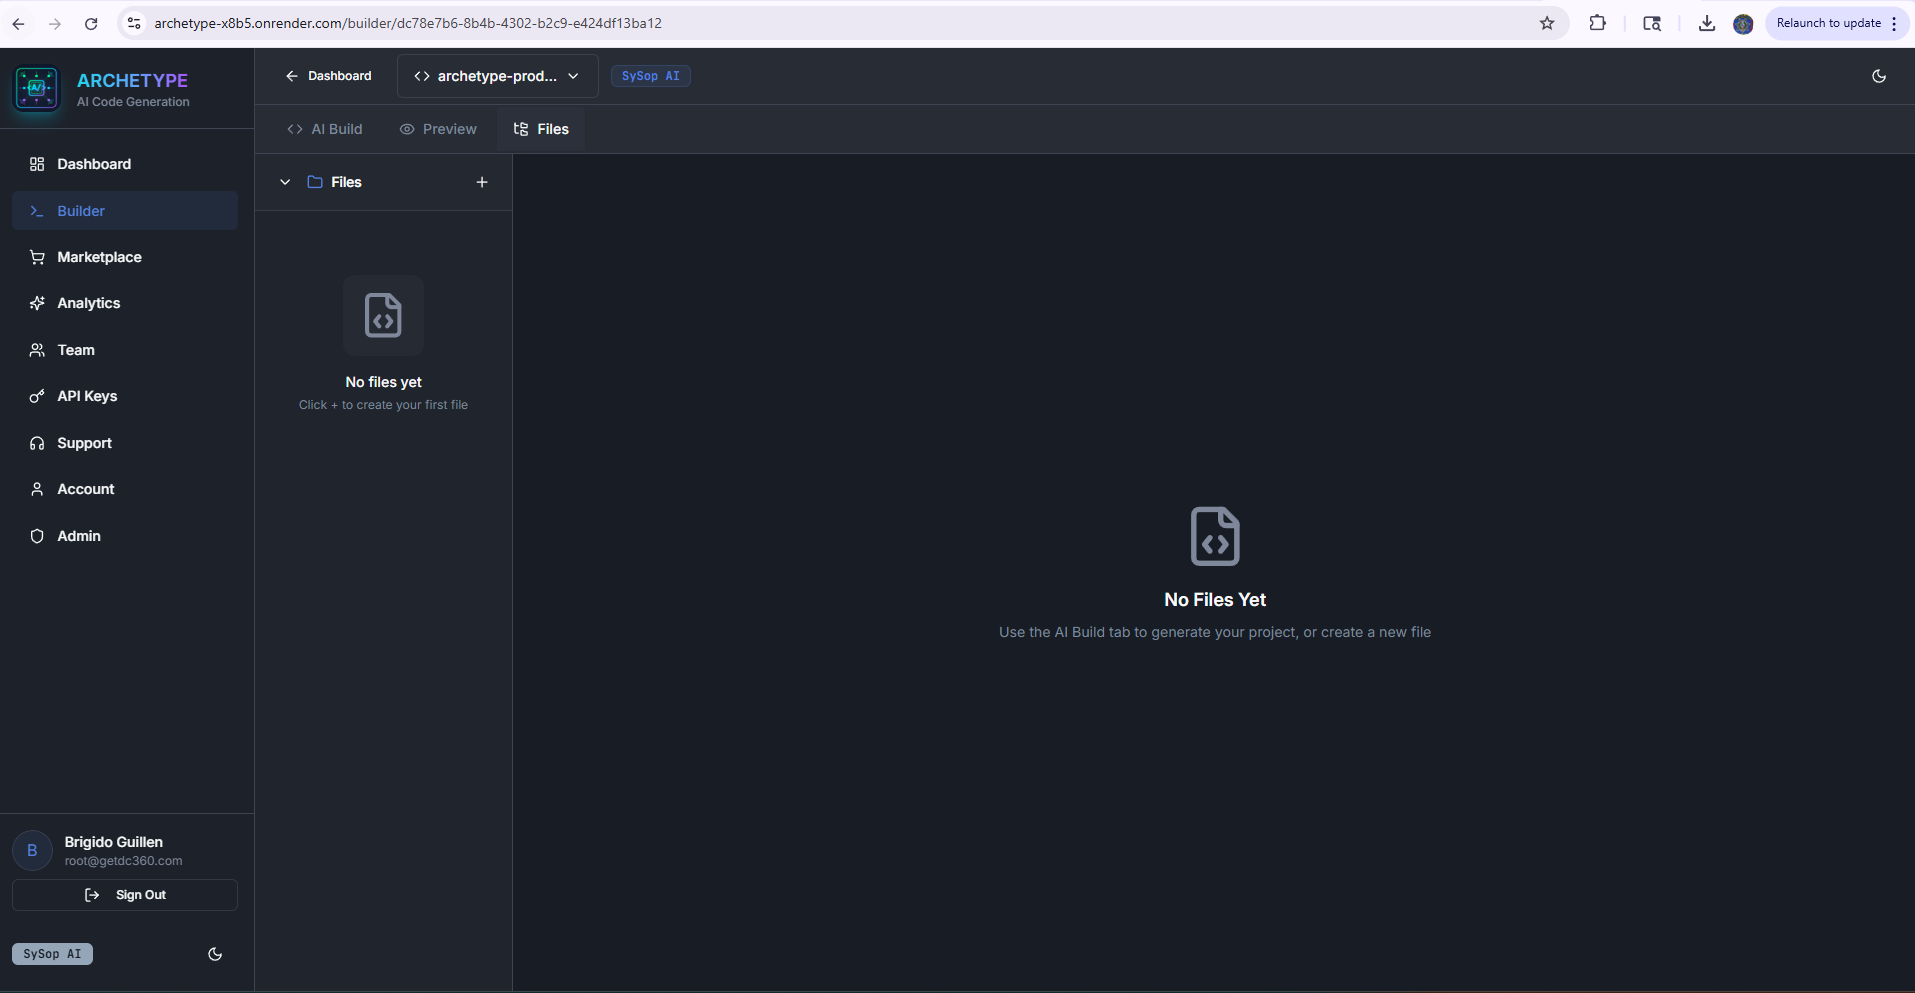 archetype-x8b5.onrender.com/builder/dc78e7b6-8b4b-4302-b2c9-e424df13ba12
Relaunch to update
ARCHETYPE
AI Code Generation
Dashboard
Builder
Marketplace
Analytics
Team
API Keys
Support
Account
Admin
B
Brigido Guillen
root@getdc360.com
Sign Out
SySop AI
Dashboard
archetype-prod...
SySop AI
AI Build
Preview
Files
Files
No files yet
Click + to create your first file
No Files Yet
Use the AI Build tab to generate your project, or create a new file